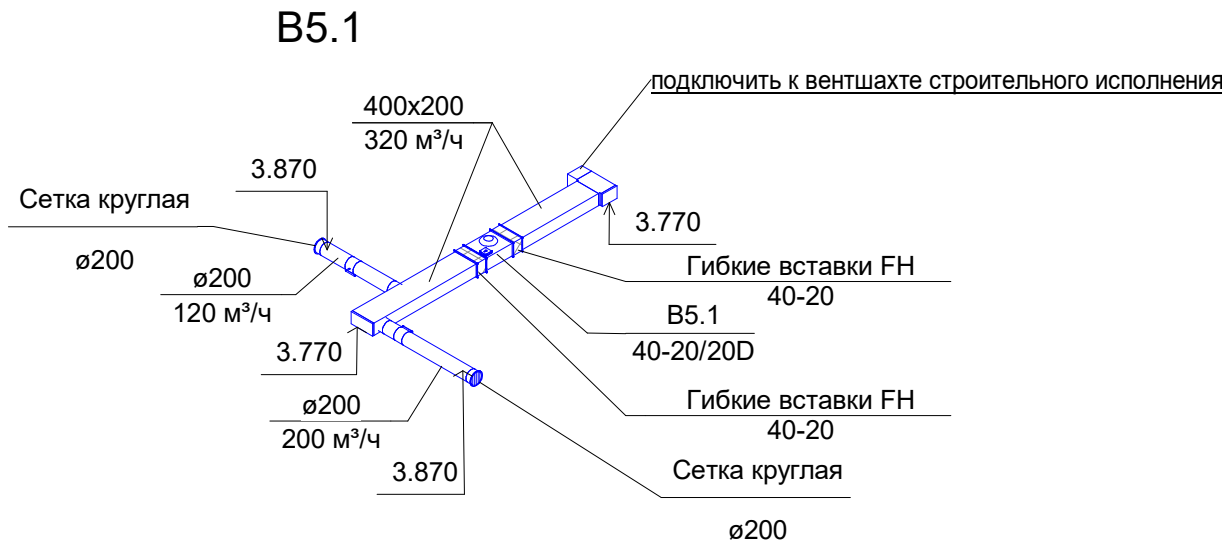 В5.1
подключить к вентшахте строительного исполнения
400x200
320 м³/ч
3.870
Сетка круглая
ø200
3.770
ø200
120 м³/ч
Гибкие вставки FH
40-20
В5.1
40-20/20D
3.770
Гибкие вставки FH
40-20
ø200
200 м³/ч
3.870
Сетка круглая
ø200